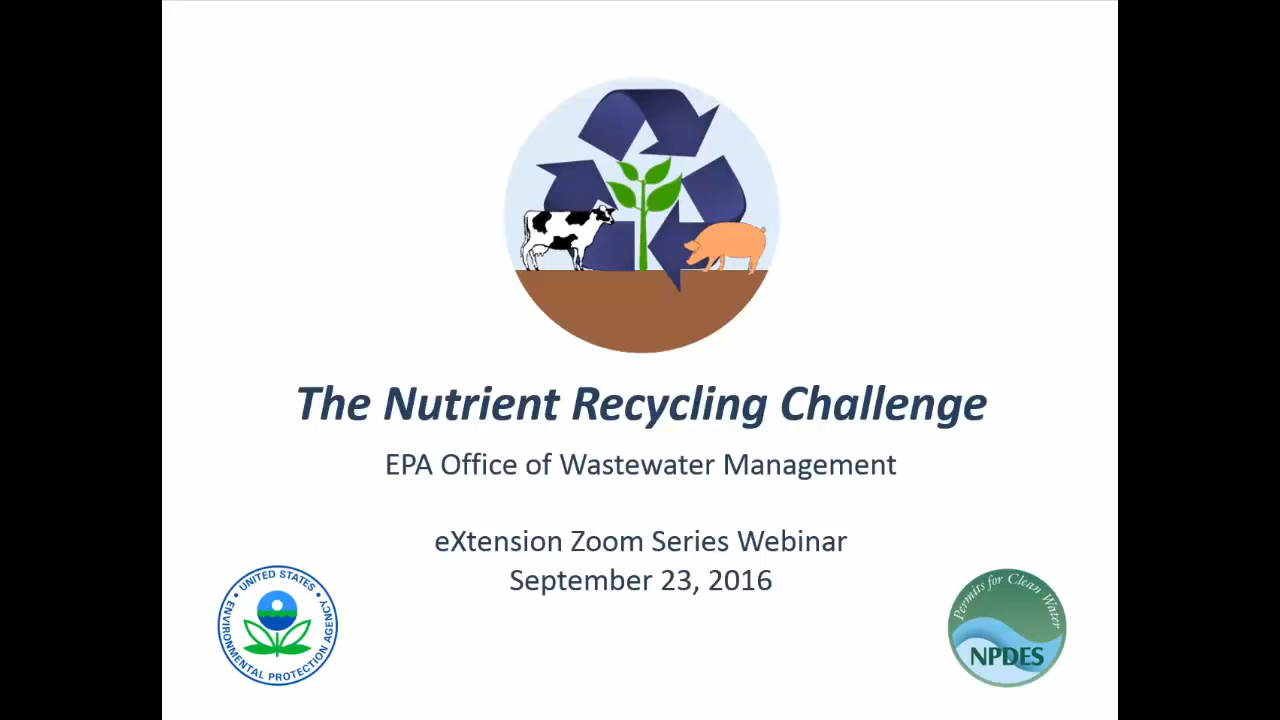 The Nutrient Recycling Challenge
EPA Office of Wastewater Management
eXtension Zoom Series Webinar
September 23, 2016
UNITED STATES
ENVIRONMENTAL PROTECTION AGENCY
Permits for Clean Water
NPDES